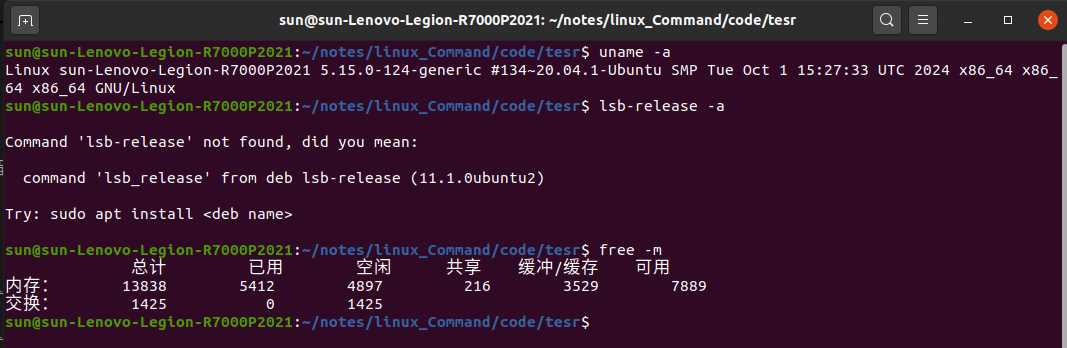 sun@sun-Lenovo-Legion-R7000P2021: ~/notes/linux_Command/code/tesr
sun@sun-Lenovo-Legion-R7000P2021:~/notes/linux_Command/code/tesr$ uname -a
Linux sun-Lenovo-Legion-R7000P2021 5.15.0-124-generic #134~20.04.1-Ubuntu SMP Tue Oct 1 15:27:33 UTC 2024 x86_64 x86_
64 x86_64 GNU/Linux
sun@sun-Lenovo-Legion-R7000P2021:~/notes/linux_Command/code/tesr$ lsb-release -a
Command 'lsb-release' not found, did you mean:
command 'lsb_release' from deb lsb-release (11.1.0ubuntu2)
Try: sudo apt install <deb name>
sun@sun-Lenovo-Legion-R7000P2021:~/notes/linux_Command/code/tesr$ free -m
总计 已用 空闲 共享 缓冲/缓存 可用
内存: 13838 5412 4897 216 3529 7889
交换: 1425 0 1425
sun@sun-Lenovo-Legion-R7000P2021:~/notes/linux_Command/code/tesr$